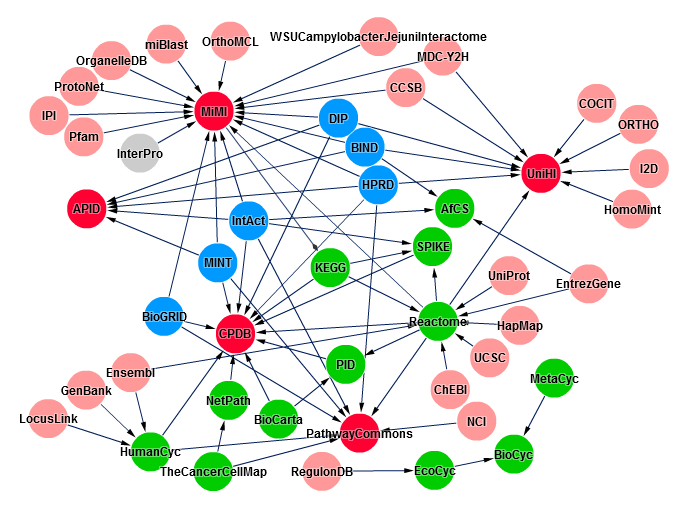 WSUCampylobacterJejuniInteractome
OrthoMCL
miBlast
MDC-Y2H
OrganelleDB
ProtoNet
CCSB
COCIT
MiMI
IPI
DIP
ORTHO
Pfam
BIND
InterPro
I2D
UniHI
HPRD
APID
AfCS
HomoMint
IntAct
SPIKE
MINT
KEGG
UniProt
EntrezGene
BioGRID
Reactome
HapMap
CPDB
UCSC
PID
Ensembl
MetaCyc
GenBank
ChEBI
NetPath
LocusLink
BioCarta
NCI
PathwayCommons
HumanCyc
BioCyc
TheCancerCellMap
RegulonDB
EcoCyc